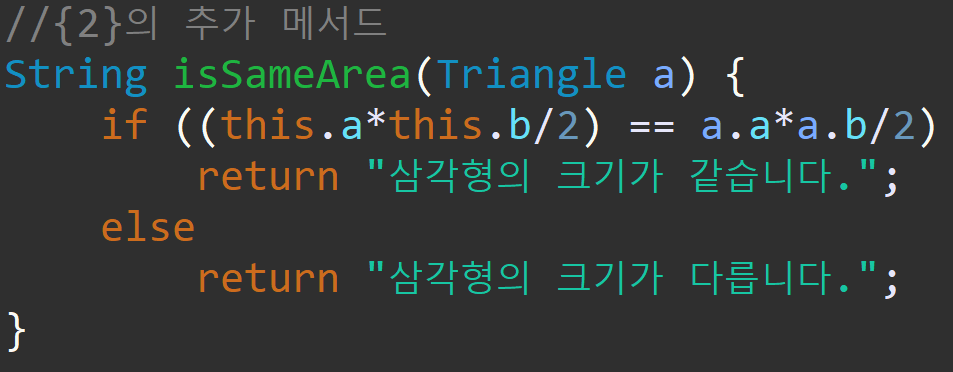 //{2}의 추가 메서드
String isSameArea(Triangle a) {
if ((this.a*this.b/2) == a.a*a.b/2)
return "삼각형의 크기가 같습니다.";
else
return "삼각형의 크기가 다릅니다.";
}